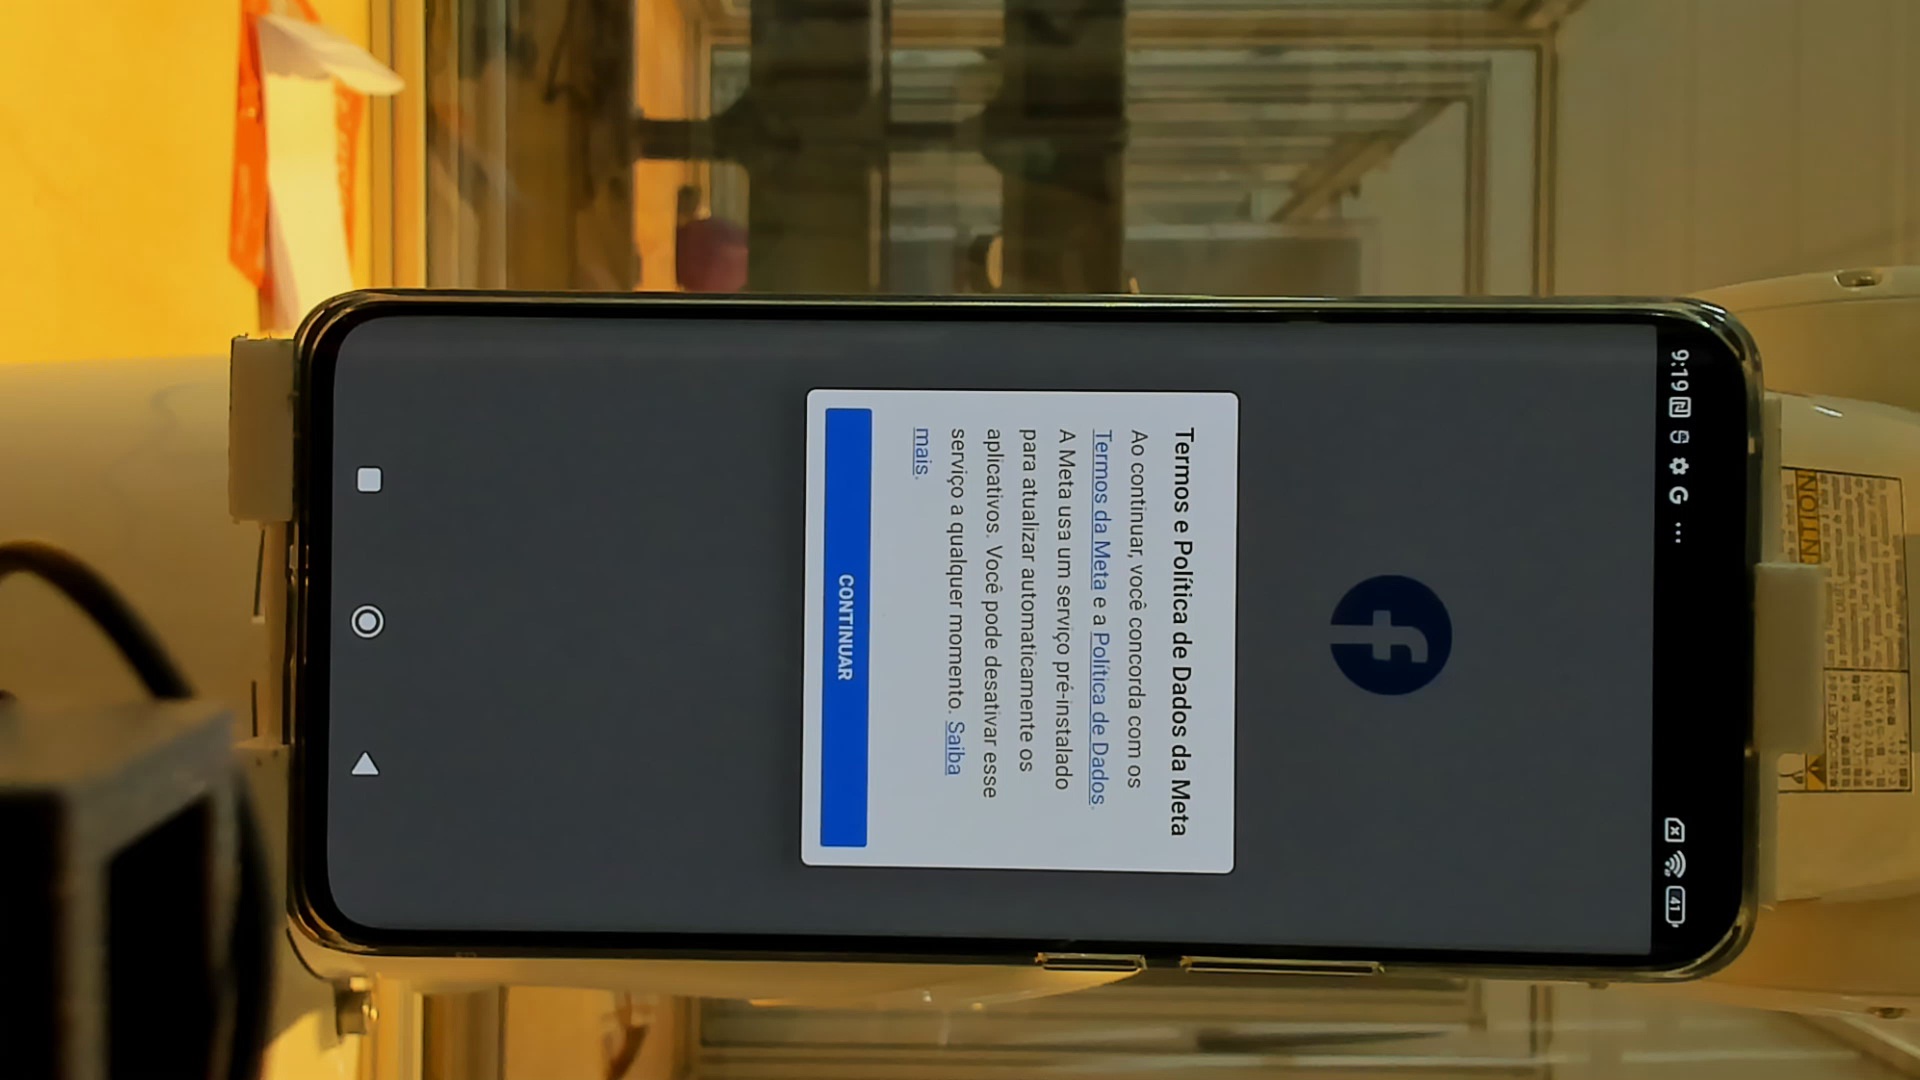 9:19 G ...
41
Termos e Política de Dados da Meta
Ao continuar, você concorda com os
Termos da Meta e a Política de Dados.
A Meta usa um serviço pré-instalado
para atualizar automaticamente os
aplicativos. Você pode desativar esse
serviço a qualquer momento. Saiba
mais.
CONTINUAR